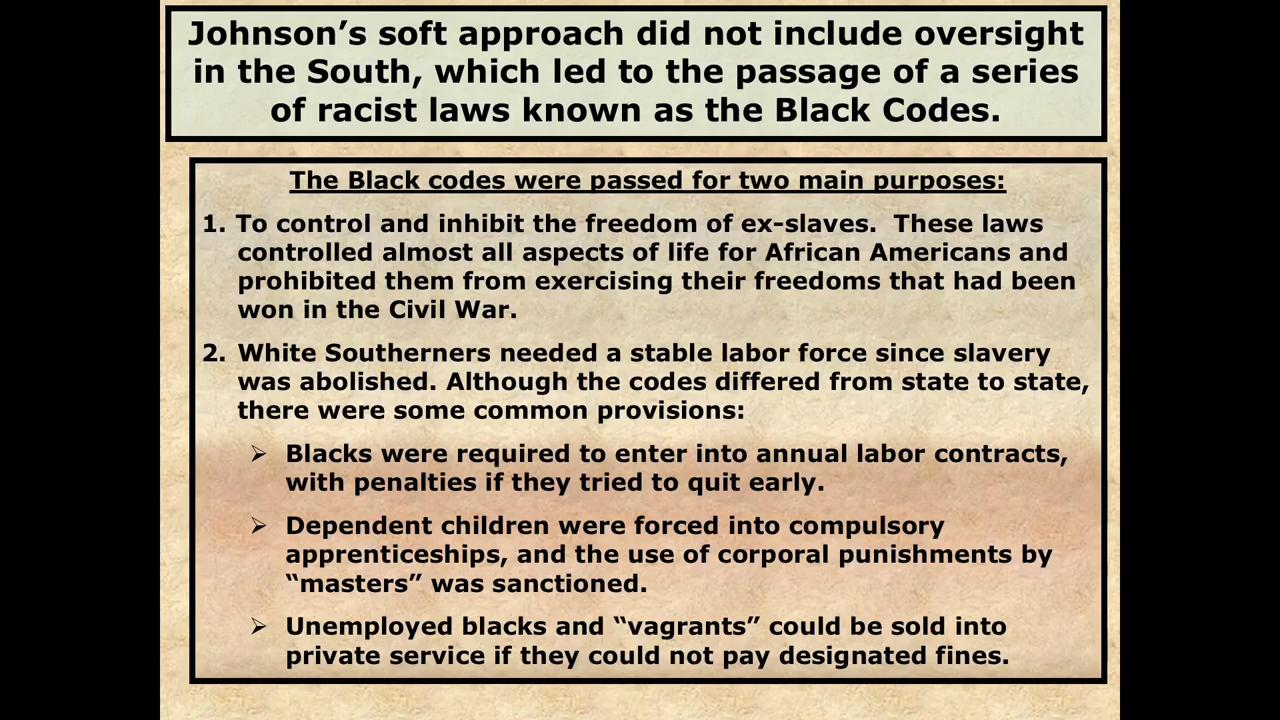 Johnson’s soft approach did not include oversight
in the South, which led to the passage of a series
of racist laws known as the Black Codes.
The Black codes were passed for two main purposes:
1. To control and inhibit the freedom of ex-slaves.  These laws
controlled almost all aspects of life for African Americans and
prohibited them from exercising their freedoms that had been
won in the Civil War.
2. White Southerners needed a stable labor force since slavery
was abolished. Although the codes differed from state to state,
there were some common provisions:
➢ Blacks were required to enter into annual labor contracts,
with penalties if they tried to quit early.
➢ Dependent children were forced into compulsory
apprenticeships, and the use of corporal punishments by
“masters” was sanctioned.
➢ Unemployed blacks and “vagrants” could be sold into
private service if they could not pay designated fines.